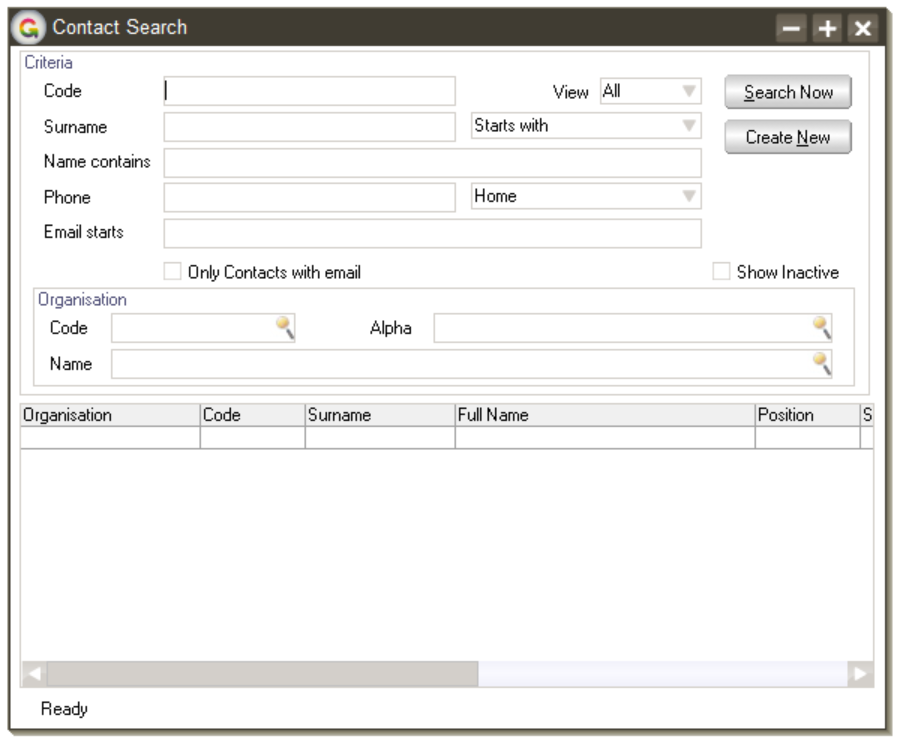 Contact Search
Criteria
Code View All Search Now
Surname Starts with Create New
Name contains
Phone Home
Email starts
Only Contacts with email Show Inactive
Organisation
Code Alpha
Name
Organisation Code Surname Full Name Position S
Ready